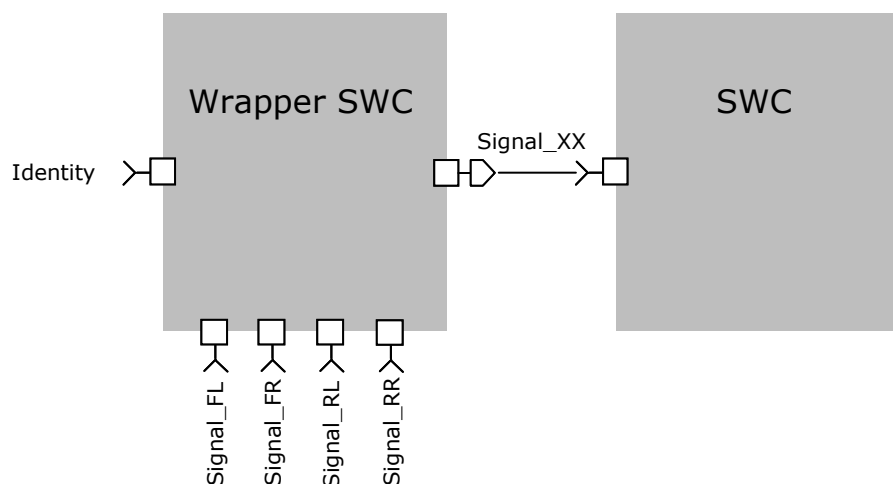 Wrapper SWC
SWC
Signal_XX
Identity
Signal_FL
Signal_FR
Signal_RL
Signal_RR